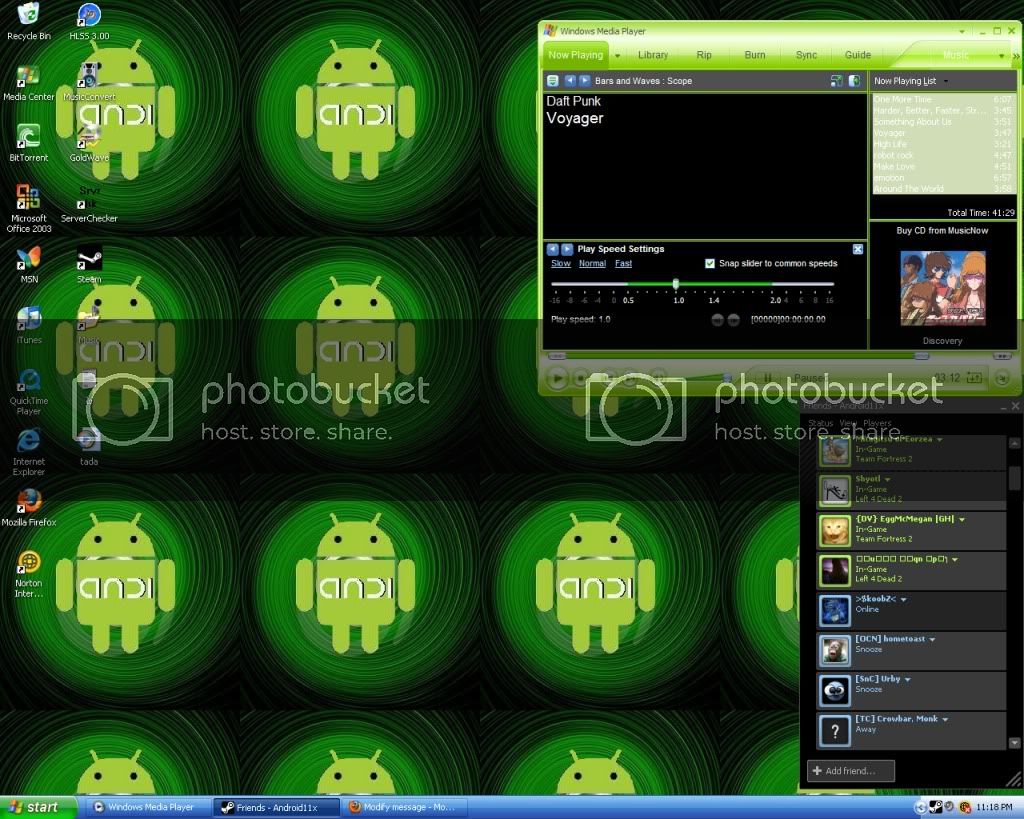 Recycle Bin
HLSS 3.00
Media Center
MusicConvert
BitTorrent
GoldWave
Microsoft
Office 2003
ServerChecker
MSN
Steam
iTunes
Music
QuickTime
Player
Internet
Explorer
tada
Mozilla Firefox
Norton
Inter...
ANDI
ANDI
ANDI
ANDI
ANDI
ANDI
ANDI
Windows Media Player
Now Playing
Library
Rip
Burn
Sync
Guide
Music
Bars and Waves : Scope
Now Playing List
Daft Punk
Voyager
One More Time 6:07
Harder, Better, Faster, Str... 3:45
Something About Us 3:51
Voyager 3:47
High Life 3:21
robot rock 4:47
Make Love 4:51
emotion 6:57
Around The World 3:58
Total Time: 41:29
Play Speed Settings
Slow Normal Fast
Snap slider to common speeds
-16 -8 -6 -4 0 0.5 1.0 1.4 2.0 4 6 8 16
Play speed: 1.0
[00000]00:00:00.00
Buy CD from MusicNow
Discovery
Paused
03:12
photobucket
host. store. share.
photobucket
host. store. share.
Friends - Android11x
Status View Players
In-Game
Team Fortress 2
Shyotl
In-Game
Left 4 Dead 2
{DV} EggMcMegan |GH|
In-Game
Team Fortress 2
In-Game
Left 4 Dead 2
>SkoobZ<
Online
[OCN] hometoast
Snooze
[SnC] Urby
Snooze
[TC] Crowbar, Monk
Away
?
Add friend...
start
Windows Media Player
Friends - Android11x
Modify message - Mo...
11:18 PM